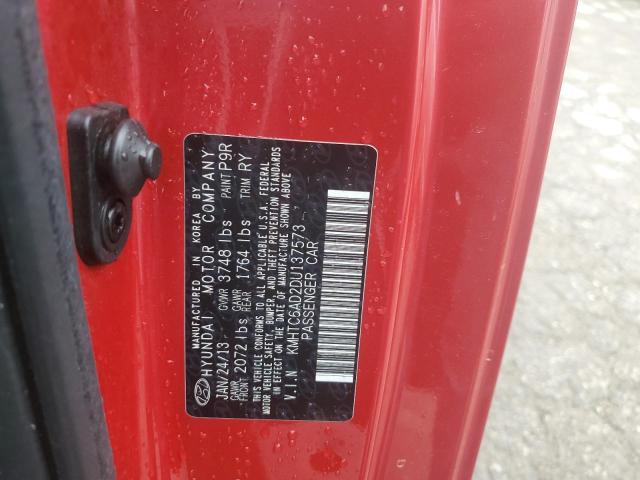 MANUFACTURED IN KOREA BY
HYUNDAI MOTOR COMPANY
JAN/24/13 GVWR 3748 lbs PAINT P9R
GAWR FRONT 2072 lbs GAWR REAR 1764 lbs TRIM RY
THIS VEHICLE CONFORMS TO ALL APPLICABLE U.S.A. FEDERAL
MOTOR VEHICLE SAFETY, BUMPER, AND THEFT PREVENTION STANDARDS
IN EFFECT ON THE DATE OF MANUFACTURE SHOWN ABOVE
V.I.N KMHTC6AD2DU137573
PASSENGER CAR